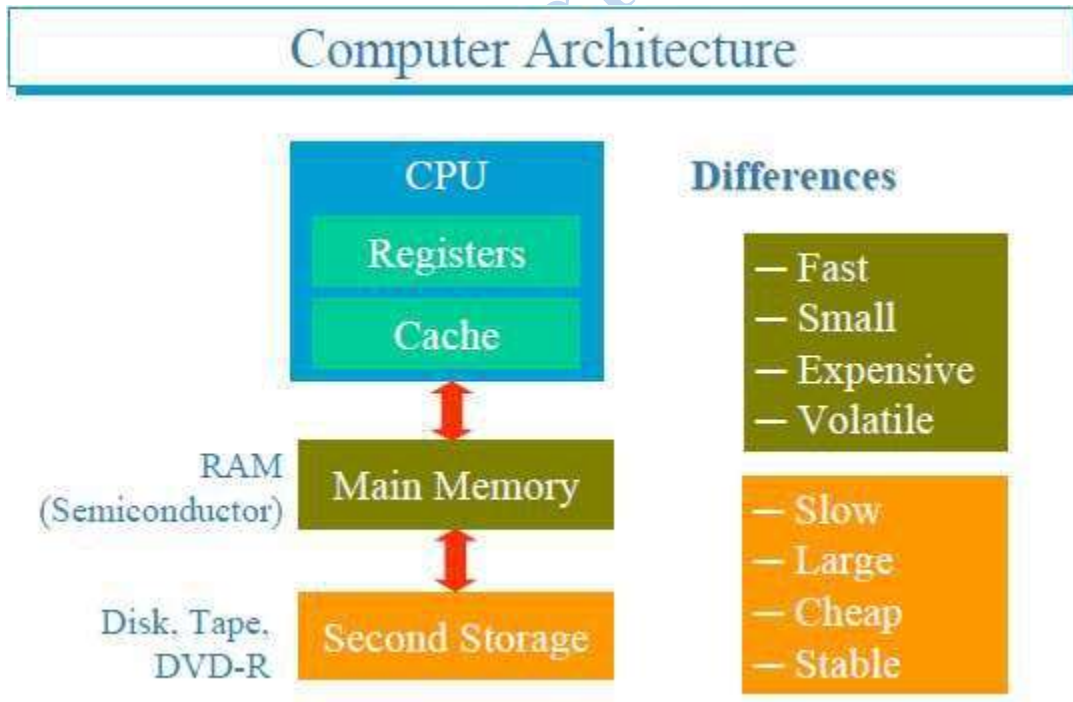 Computer Architecture
CPU
Registers
Cache
RAM
(Semiconductor)
Main Memory
Disk, Tape,
DVD-R
Second Storage
Differences
— Fast
— Small
— Expensive
— Volatile
— Slow
— Large
— Cheap
— Stable